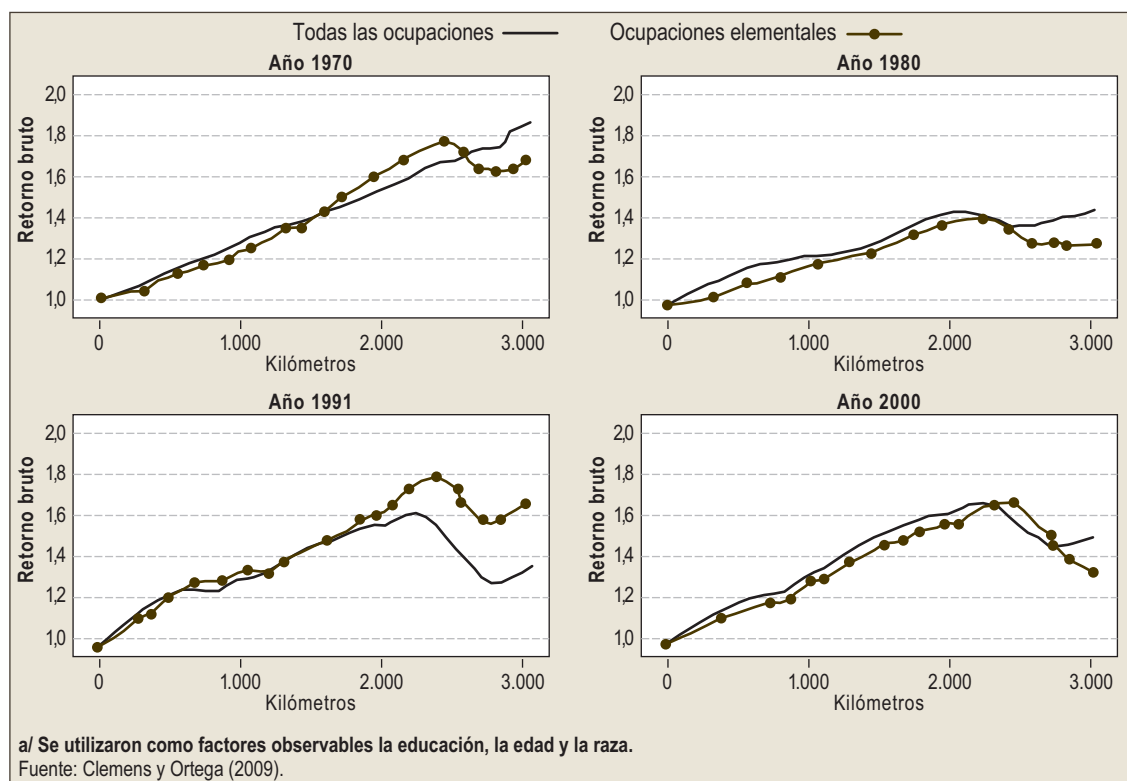 Todas las ocupaciones
Ocupaciones elementales
Año 1970
Retorno bruto
2,0
1,8
1,6
1,4
1,2
1,0
0
1.000
2.000
3.000
Kilómetros
Año 1980
Retorno bruto
2,0
1,8
1,6
1,4
1,2
1,0
0
1.000
2.000
3.000
Kilómetros
Año 1991
Retorno bruto
2,0
1,8
1,6
1,4
1,2
1,0
0
1.000
2.000
3.000
Kilómetros
Año 2000
Retorno bruto
2,0
1,8
1,6
1,4
1,2
1,0
0
1.000
2.000
3.000
Kilómetros
a/ Se utilizaron como factores observables la educación, la edad y la raza.
Fuente: Clemens y Ortega (2009).